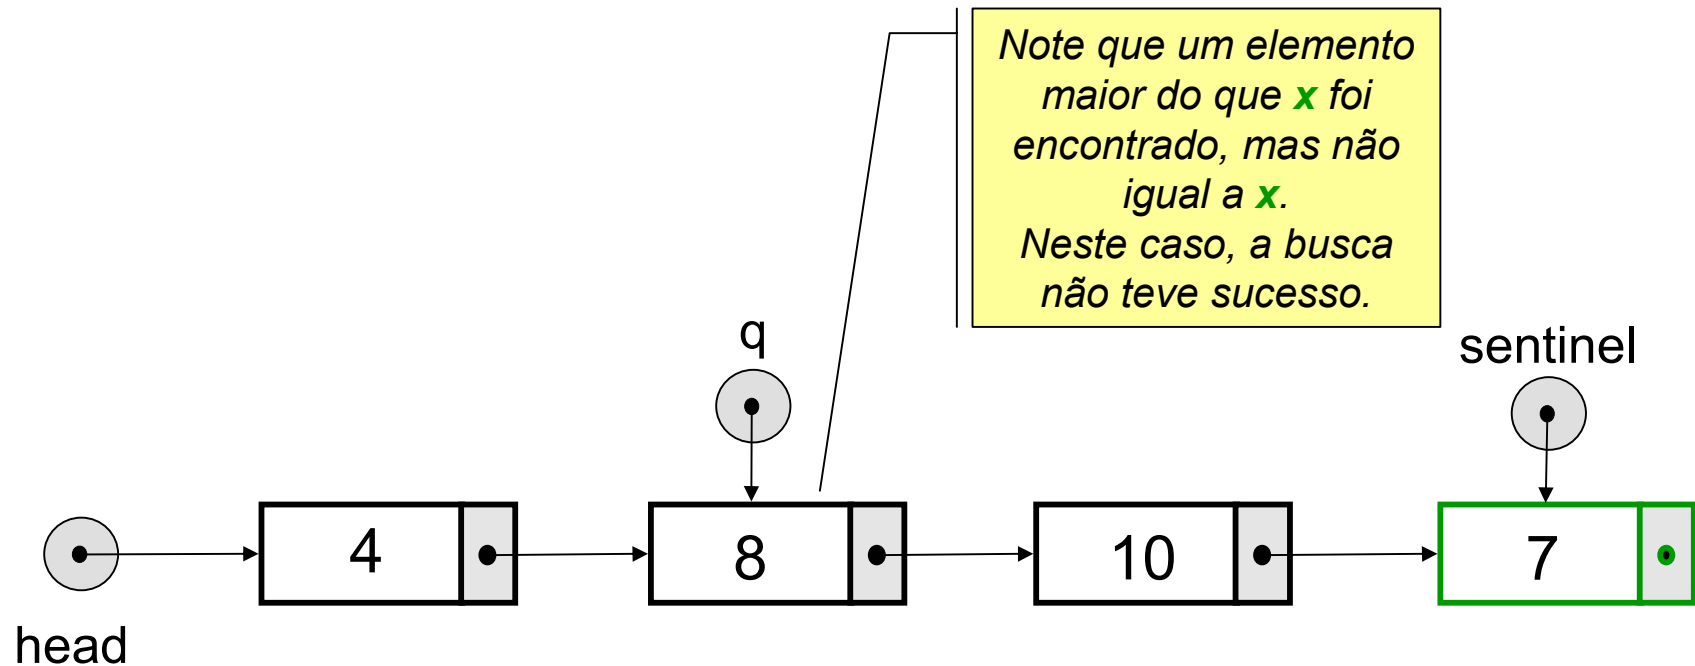 Note que um elemento
maior do que x foi
encontrado, mas não
igual a x.
Neste caso, a busca
não teve sucesso.
q
sentinel
4
8
10
7
head